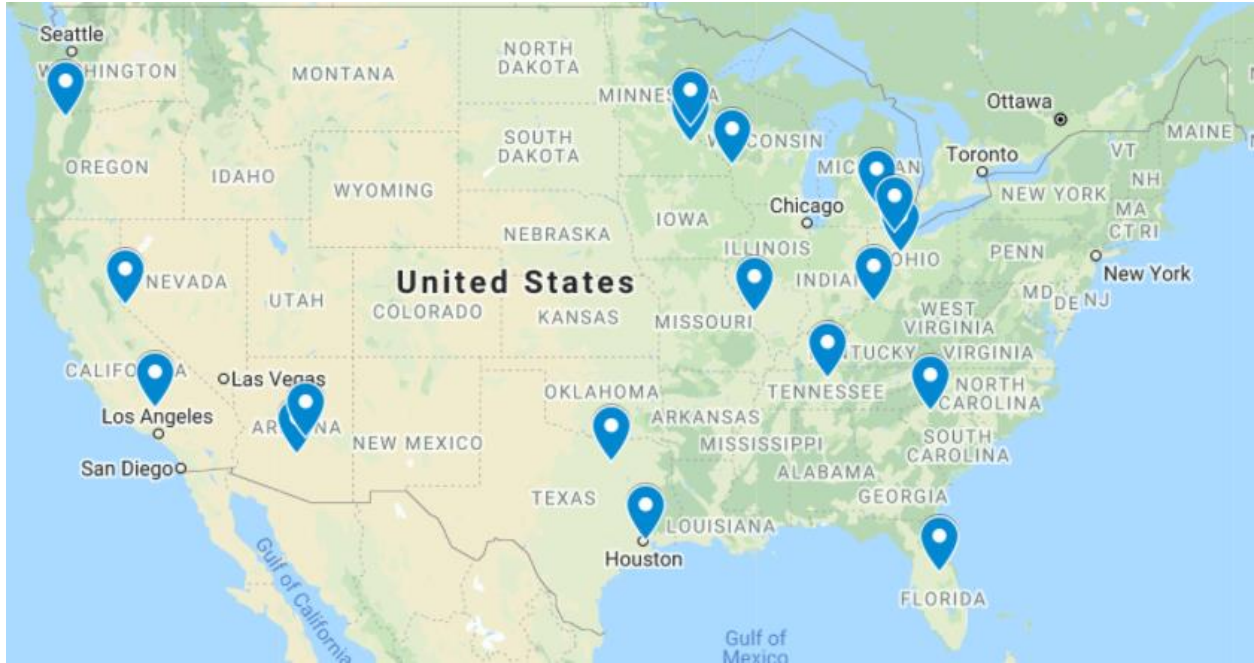 Seattle
WASHINGTON
MONTANA
NORTH
DAKOTA
MINNESOTA
Ottawa
MAINE
OREGON
IDAHO
SOUTH
DAKOTA
WISCONSIN
MICHIGAN
Toronto
VT
NH
WYOMING
NEW YORK
MA
CT RI
IOWA
Chicago
NEBRASKA
ILLINOIS
OHIO
PENN
New York
NEVADA
UTAH
United States
COLORADO
KANSAS
MISSOURI
INDIANA
WEST
VIRGINIA
MD
DE
NJ
CALIFORNIA
Las Vegas
KENTUCKY
VIRGINIA
TENNESSEE
NORTH
CAROLINA
OKLAHOMA
ARKANSAS
Los Angeles
ARIZONA
NEW MEXICO
MISSISSIPPI
SOUTH
CAROLINA
San Diego
ALABAMA
TEXAS
GEORGIA
LOUISIANA
Houston
Gulf of California
FLORIDA
Gulf of
Mexico